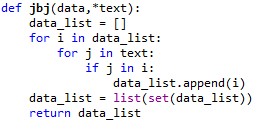 def jbj(data,*text):
    data_list = []
    for i in data_list:
        for j in text:
            if j in i:
                data_list.append(i)
    data_list = list(set(data_list))
    return data_list